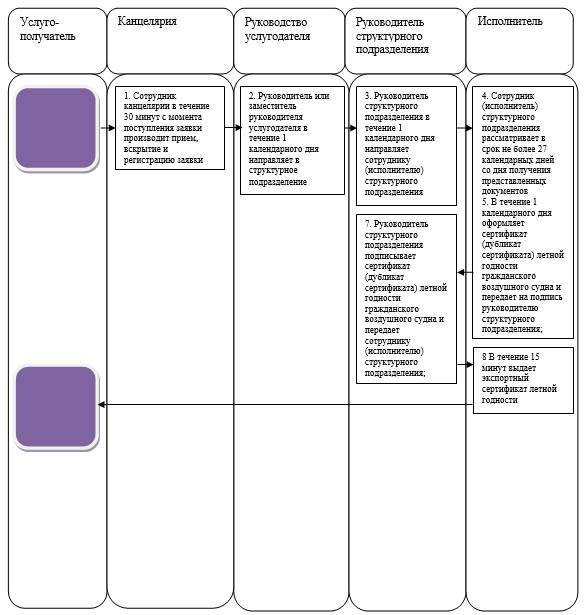 Услуго-
получатель
Канцелярия
Руководство
услугодателя
Руководитель
структурного
подразделения
Исполнитель
1. Сотрудник
канцелярии в течение
30 минут с момента
поступления заявки
производит прием,
вскрытие и
регистрацию заявки
2. Руководитель или
заместитель
руководителя
услугодателя в
течение 1
календарного дня
направляет в
структурное
подразделение
3. Руководитель
структурного
подразделения в
течение 1
календарного дня
направляет
сотруднику
(исполнителю)
структурного
подразделения
4. Сотрудник
(исполнитель)
структурного
подразделения
рассматривает в
срок не более 27
календарных дней
со дня получения
представленных
документов
5. В течение 1
календарного дня
оформляет
сертификат
(дубликат
сертификата) летной
годности
гражданского
воздушного судна и
передает на подпись
руководителю
структурного
подразделения;
7. Руководитель
структурного
подразделения
подписывает
сертификат
(дубликат
сертификата) летной
годности
гражданского
воздушного судна и
передает
сотруднику
(исполнителю)
структурного
подразделения;
8 В течение 15
минут выдает
экспортный
сертификат летной
годности